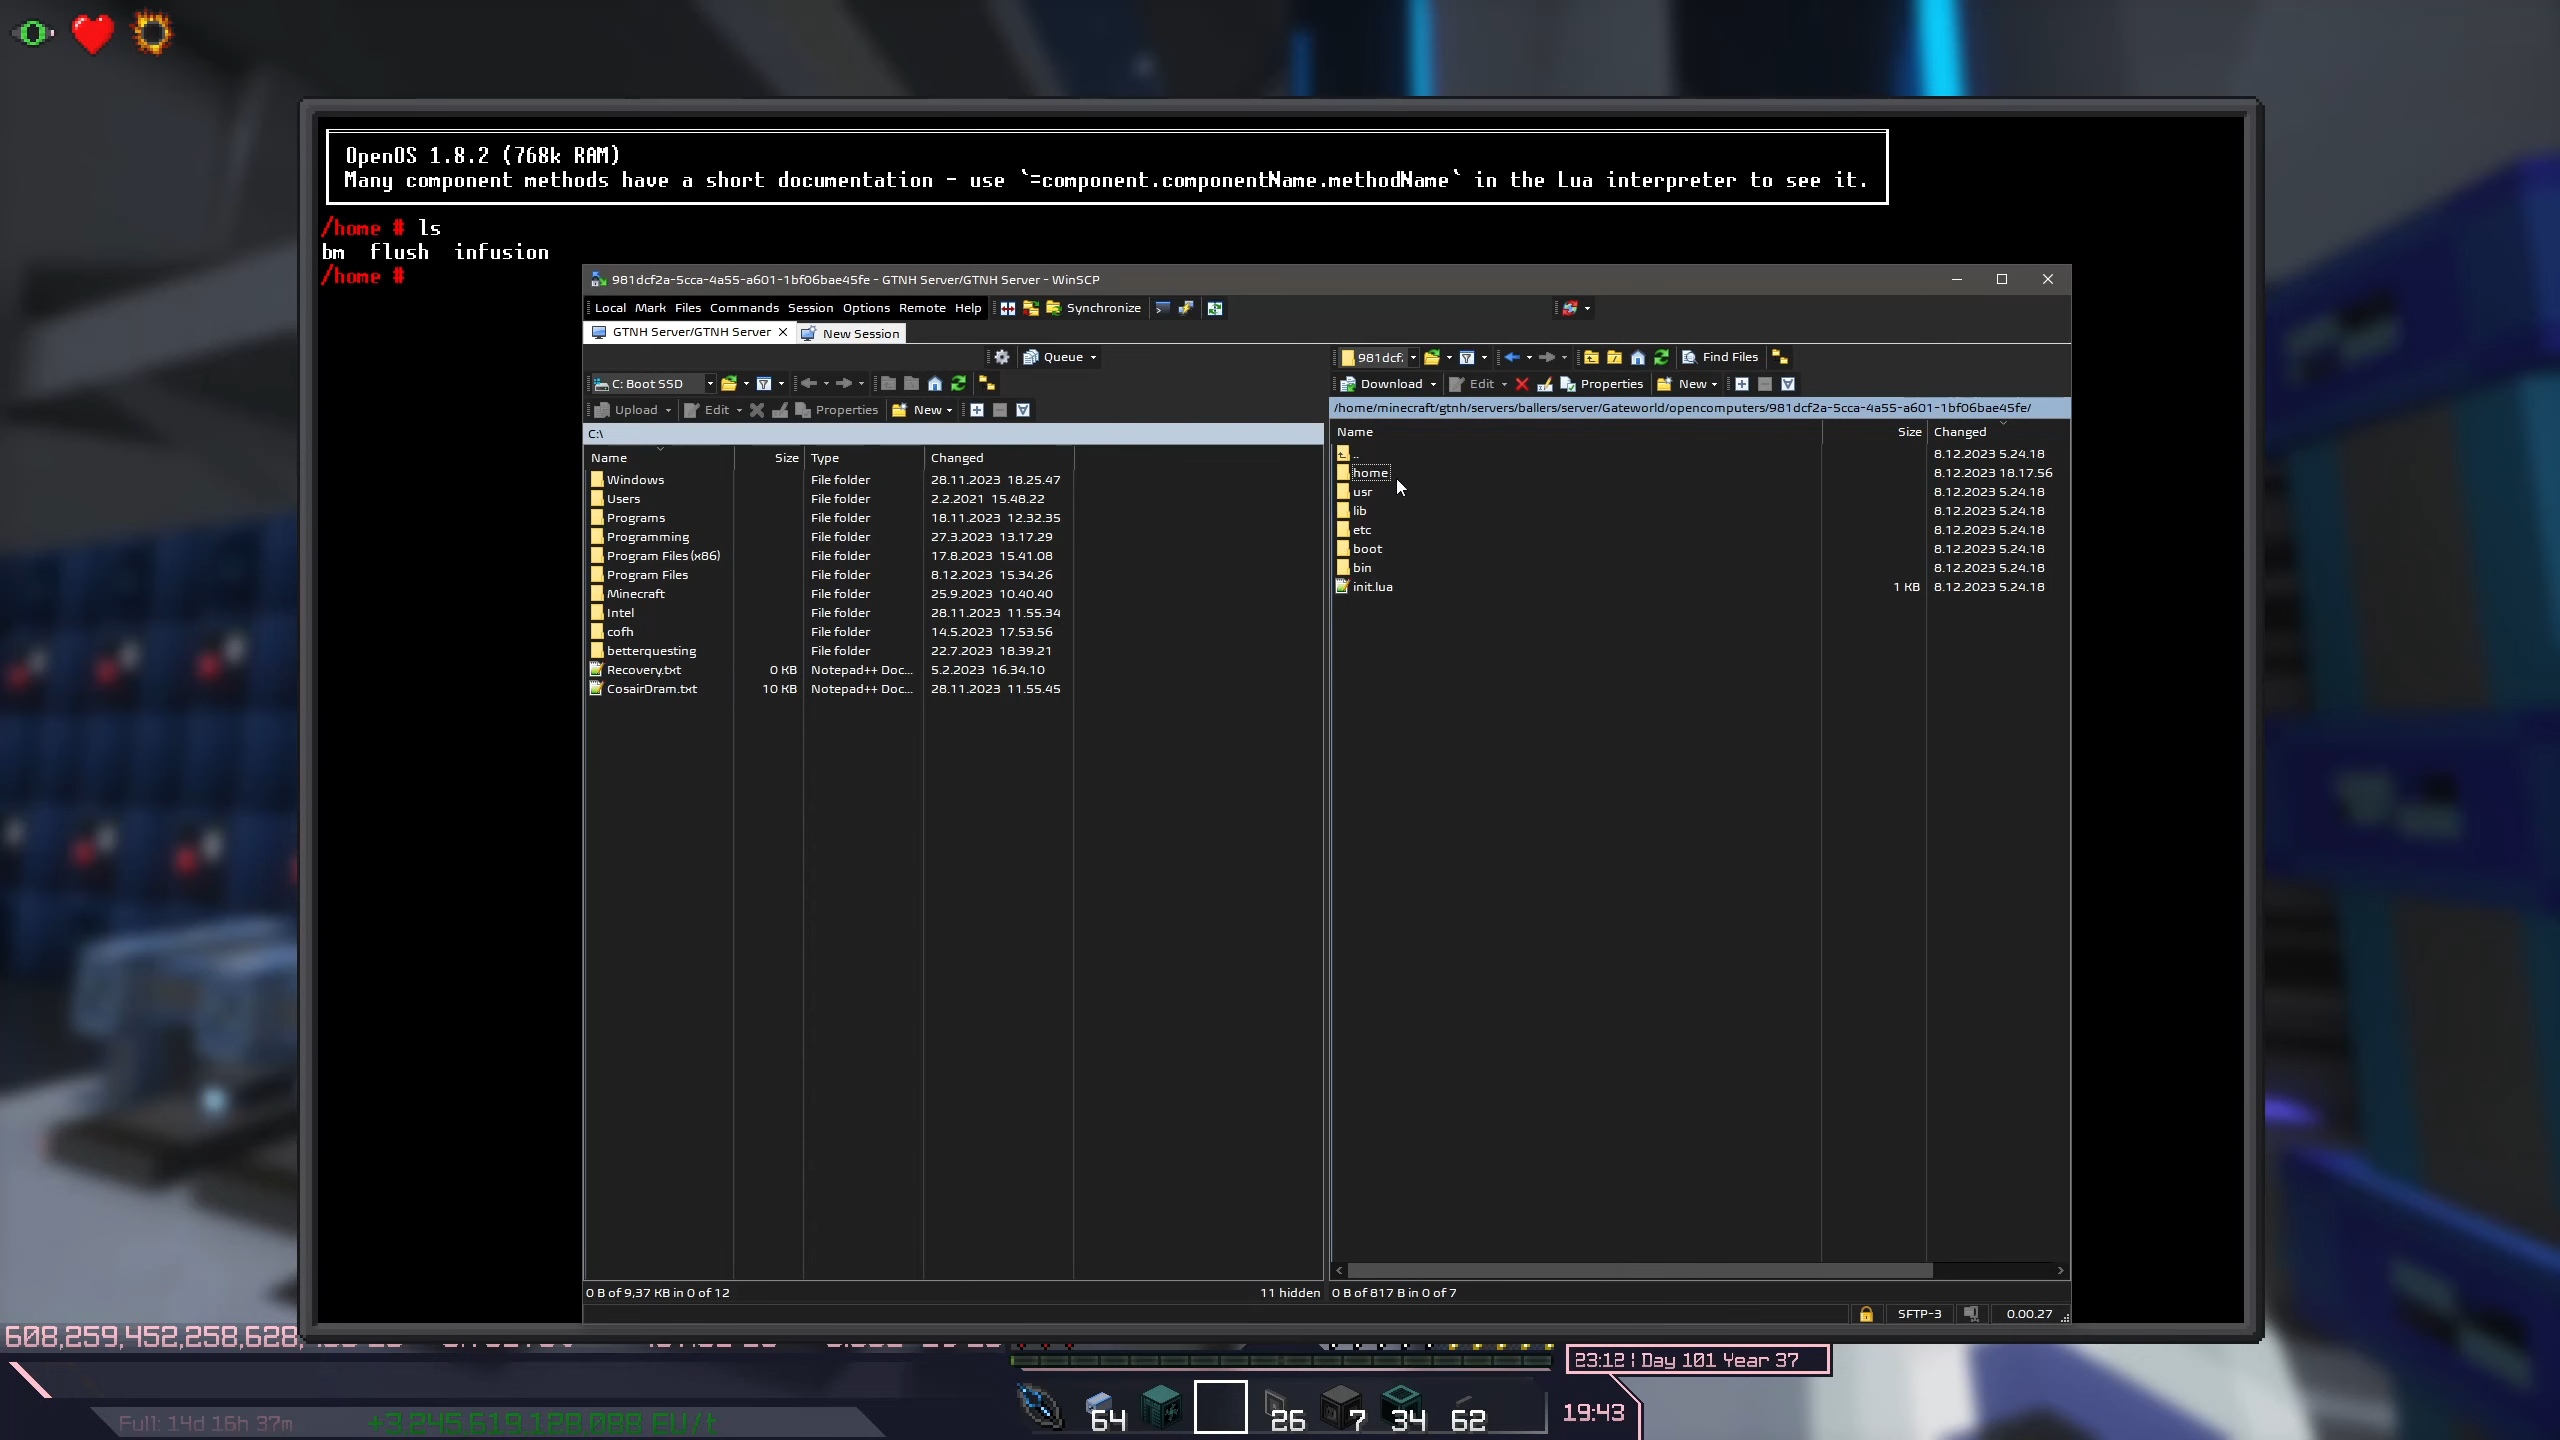 OpenOS 1.8.2 (768k RAM)
Many component methods have a short documentation - use `=component.componentName.methodName` in the Lua interpreter to see it.
/home # ls
bm flush infusion
/home #
981dcf2a-5cca-4a55-a601-1bf06bae45fe - GTNH Server/GTNH Server - WinSCP
Local Mark Files Commands Session Options Remote Help Synchronize
GTNH Server/GTNH Server New Session
Queue
981dcf. Find Files
C: Boot SSD
Download Edit Properties New
Upload Edit Properties New
/home/minecraft/gtnh/servers/ballers/server/Gateworld/opencomputers/981dcf2a-5cca-4a55-a601-1bf06bae45fe/
C:\
Name Size Changed
Name Size Type Changed
Windows File folder 28.11.2023 18.25.47
Users File folder 2.2.2021 15.48.22
Programs File folder 18.11.2023 12.32.35
Programming File folder 27.3.2023 13.17.29
Program Files (x86) File folder 17.8.2023 15.41.08
Program Files File folder 8.12.2023 15.34.26
Minecraft File folder 25.9.2023 10.40.40
Intel File folder 28.11.2023 11.55.34
cofh File folder 14.5.2023 17.53.56
betterquesting File folder 22.7.2023 18.39.21
Recovery.txt 0 KB Notepad++ Doc... 5.2.2023 16.34.10
CosairDram.txt 10 KB Notepad++ Doc... 28.11.2023 11.55.45
.. 8.12.2023 5.24.18
home 8.12.2023 18.17.56
usr 8.12.2023 5.24.18
lib 8.12.2023 5.24.18
etc 8.12.2023 5.24.18
boot 8.12.2023 5.24.18
bin 8.12.2023 5.24.18
init.lua 1 KB 8.12.2023 5.24.18
0 B of 9,37 KB in 0 of 12 11 hidden
0 B of 817 B in 0 of 7
SFTP-3 0.00.27
608,259,452,258,628,
23:12 | Day 101 Year 37
Full: 14d 16h 37m +3,245,619,128,088 EU/t
64 26 7 34 62
19:43